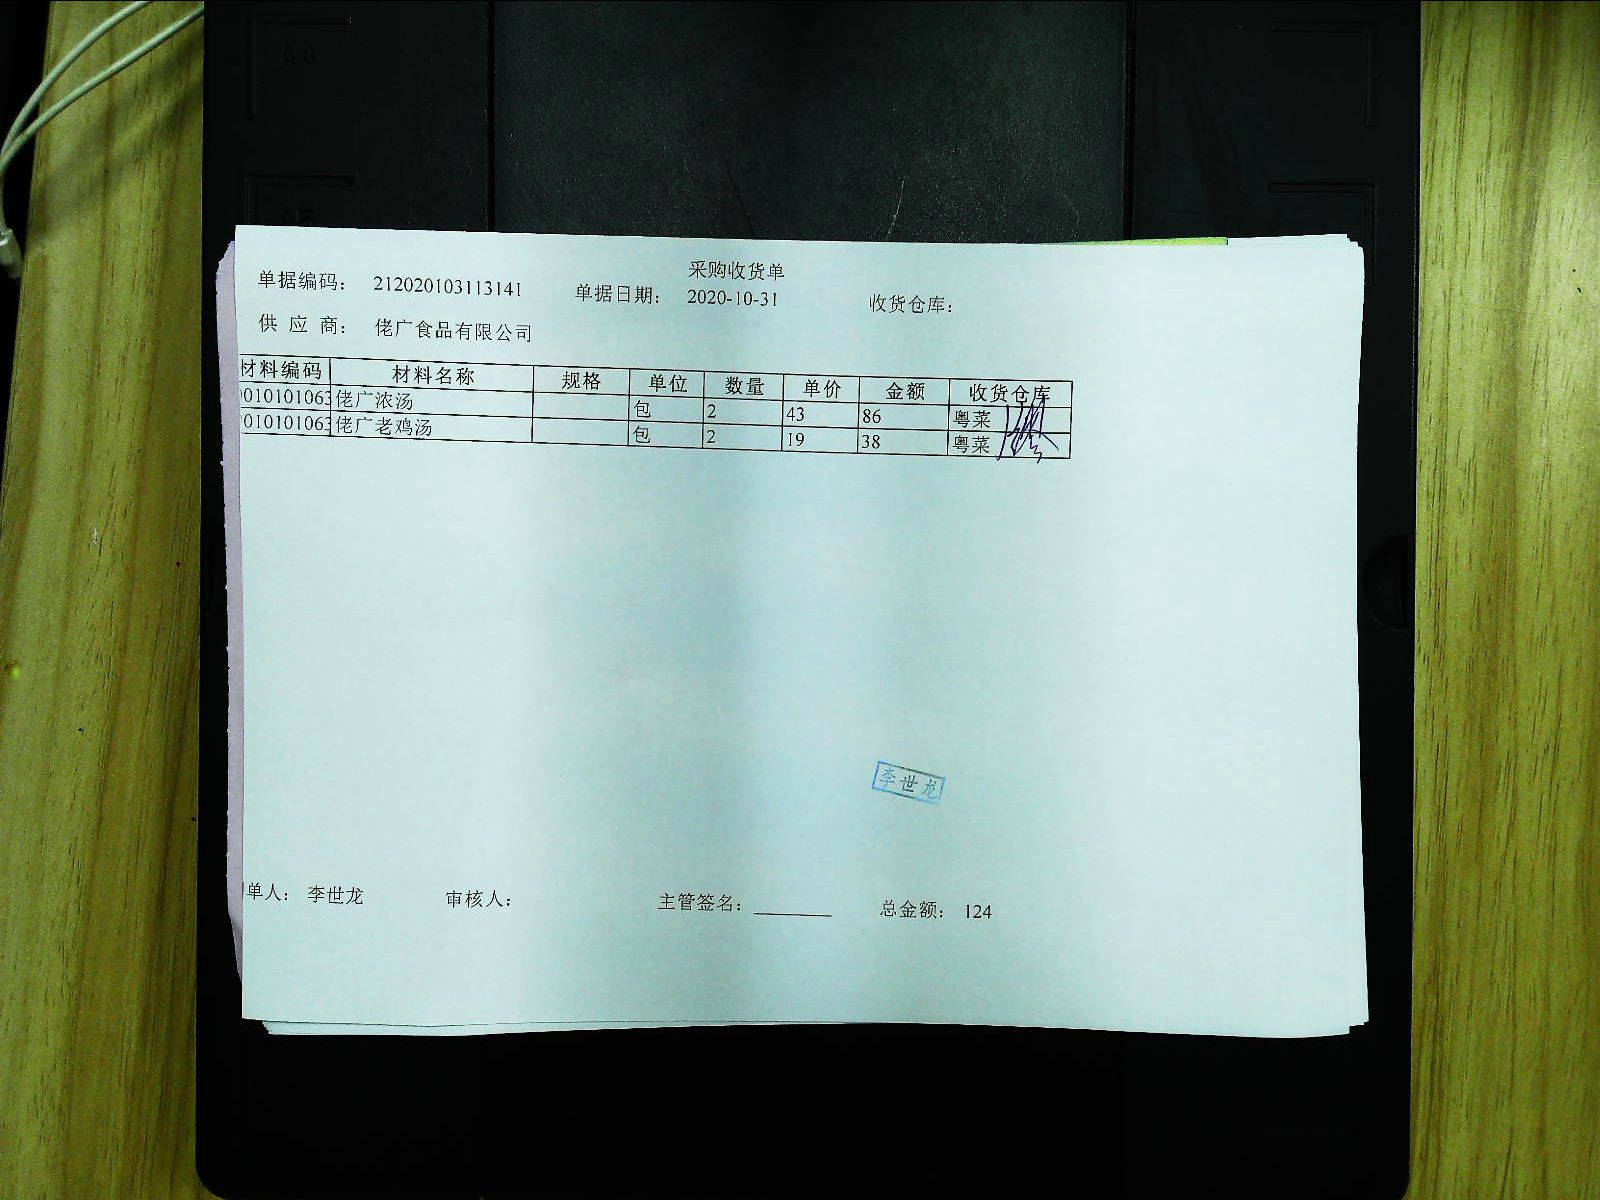 采购收货单
单据编码： 212020103113141 单据日期： 2020-10-31 收货仓库：
供 应 商： 佬广食品有限公司
材料编码 材料名称 规格 单位 数量 单价 金额 收货仓库
0010101063 佬广浓汤 包 2 43 86 粤菜
0010101063 佬广老鸡汤 包 2 19 38 粤菜
李世龙
单人： 李世龙 审核人： 主管签名： 总金额： 124